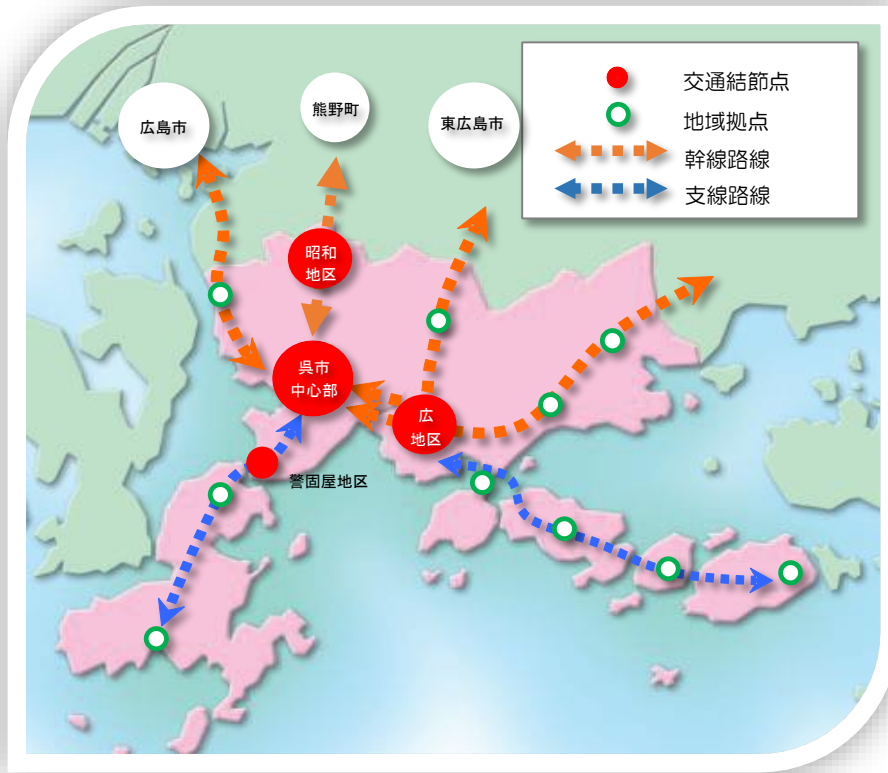 広島市
熊野町
東広島市
交通結節点
地域拠点
幹線路線
支線路線
昭和
地区
呉市
中心部
広
地区
警固屋地区